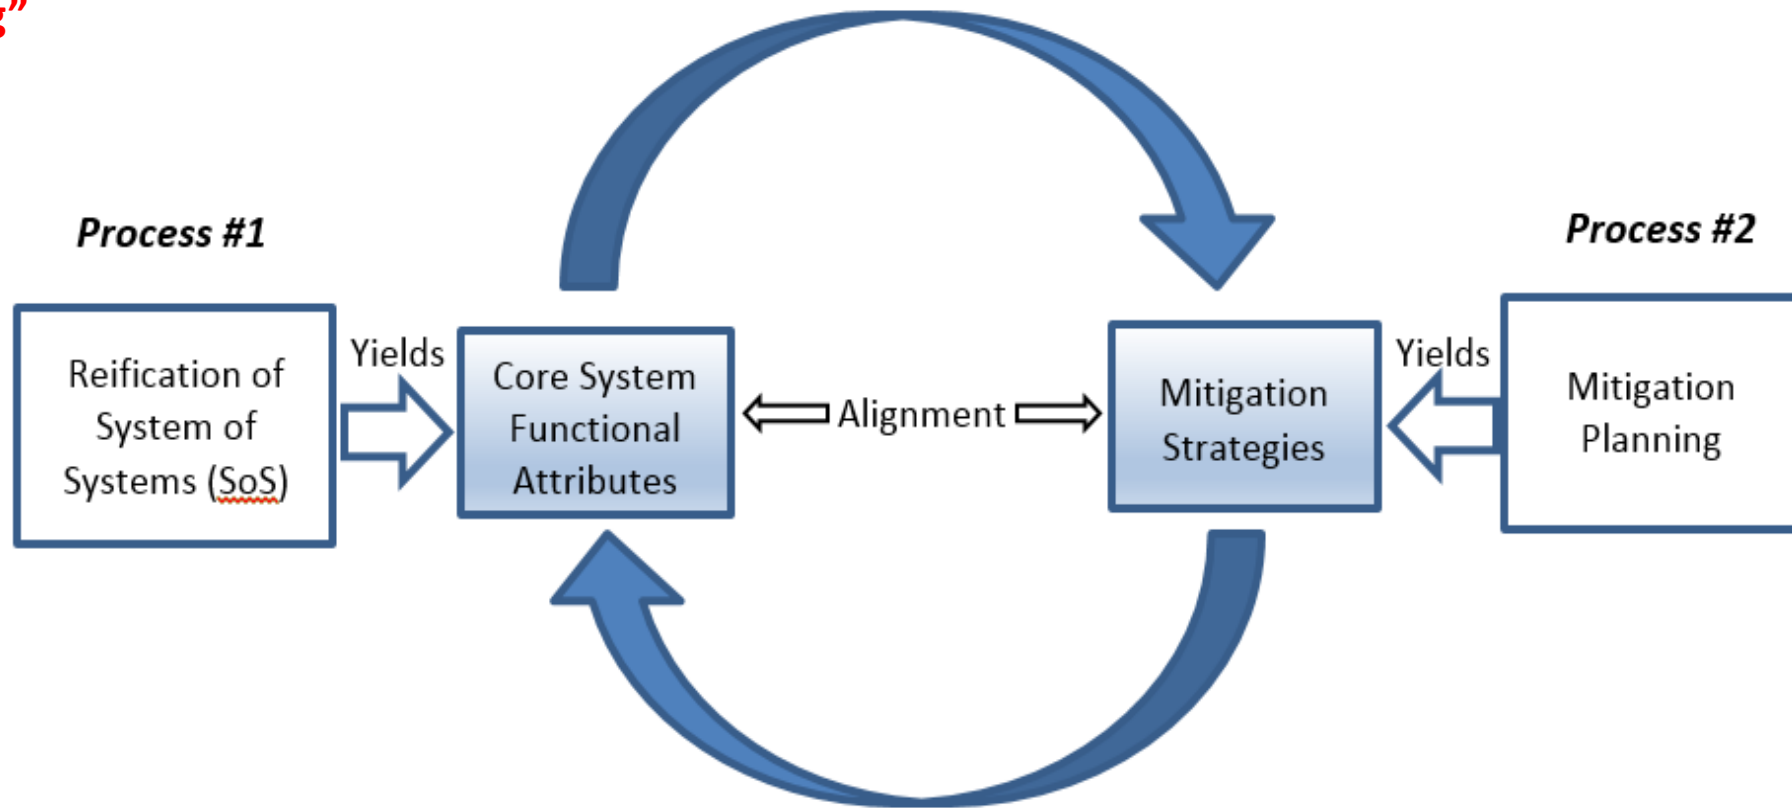 g”
Process #1
Process #2
Reification of
System of
Systems (SoS)
Yields
Core System
Functional
Attributes
Alignment
Mitigation
Strategies
Yields
Mitigation
Planning